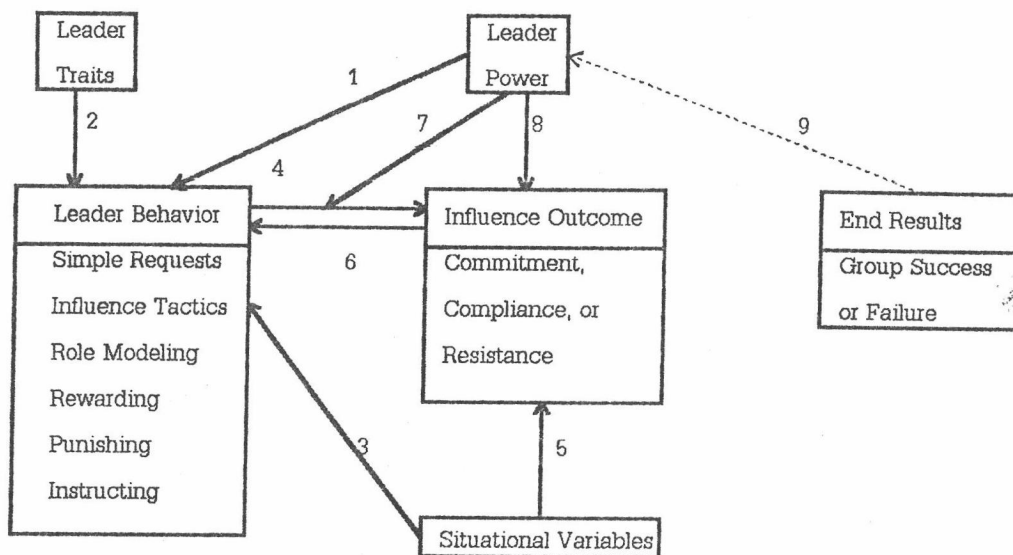 Leader
Traits
Leader
Power
1
2
7
8
9
4
Leader Behavior
Simple Requests
Influence Tactics
Role Modeling
Rewarding
Punishing
Instructing
6
Influence Outcome
Commitment,
Compliance, or
Resistance
End Results
Group Success
or Failure
3
5
Situational Variables